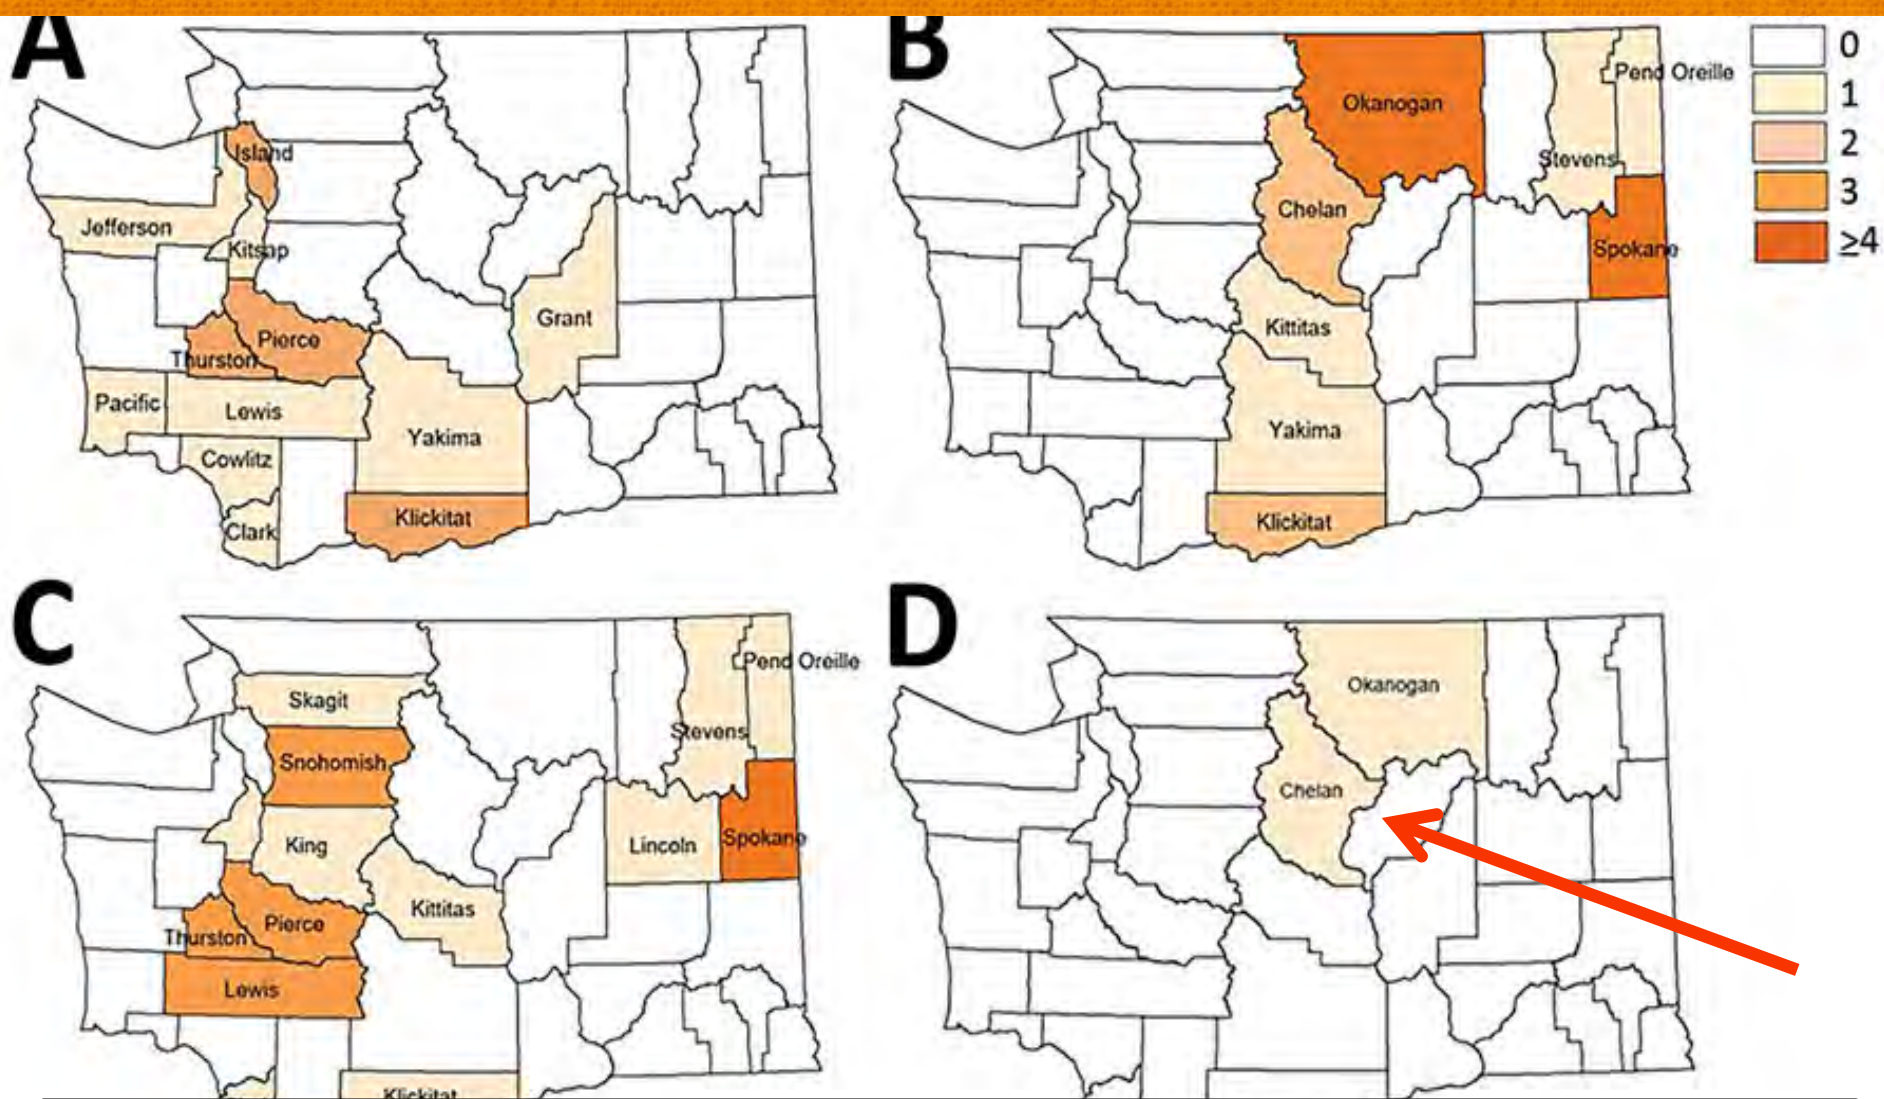 A
Island
Jefferson
Kitsap
Grant
Pierce
Thurston
Pacific
Lewis
Yakima
Cowlitz
Klickitat
Clark
B
Pend Oreille
Okanogan
Stevens
Chelan
Spokane
Kittitas
Yakima
Klickitat
0
1
2
3
≥4
C
Pend Oreille
Skagit
Stevens
Snohomish
King
Lincoln
Spokane
Kittitas
Pierce
Thurston
Lewis
Klickitat
D
Okanogan
Chelan